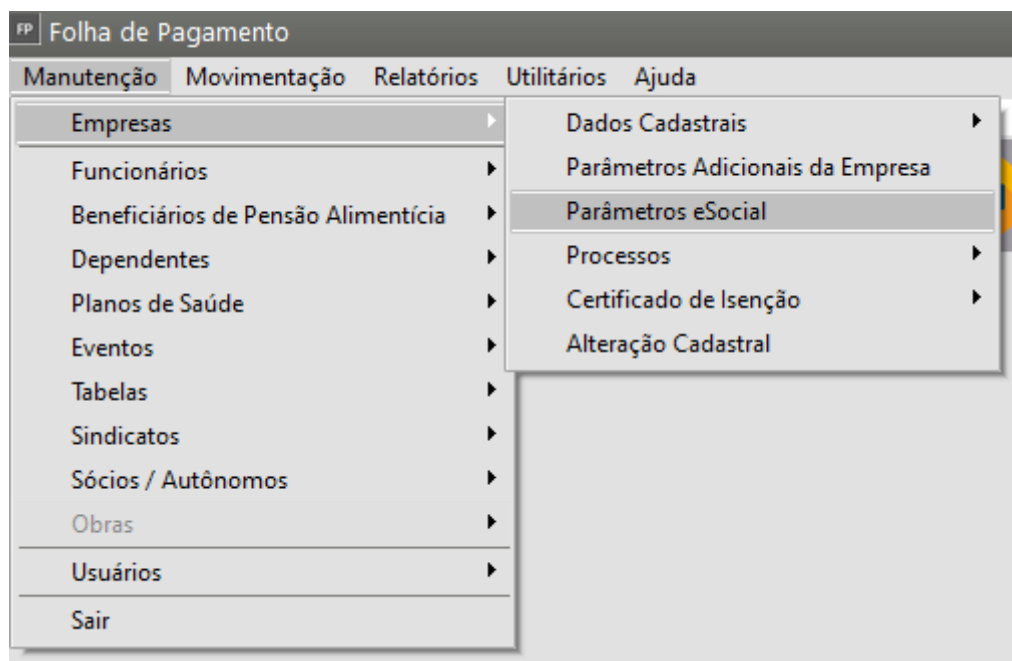 FP Folha de Pagamento
Manutenção Movimentação Relatórios Utilitários Ajuda
Empresas
Funcionários
Beneficiários de Pensão Alimentícia
Dependentes
Planos de Saúde
Eventos
Tabelas
Sindicatos
Sócios / Autônomos
Obras
Usuários
Sair
Dados Cadastrais
Parâmetros Adicionais da Empresa
Parâmetros eSocial
Processos
Certificado de Isenção
Alteração Cadastral